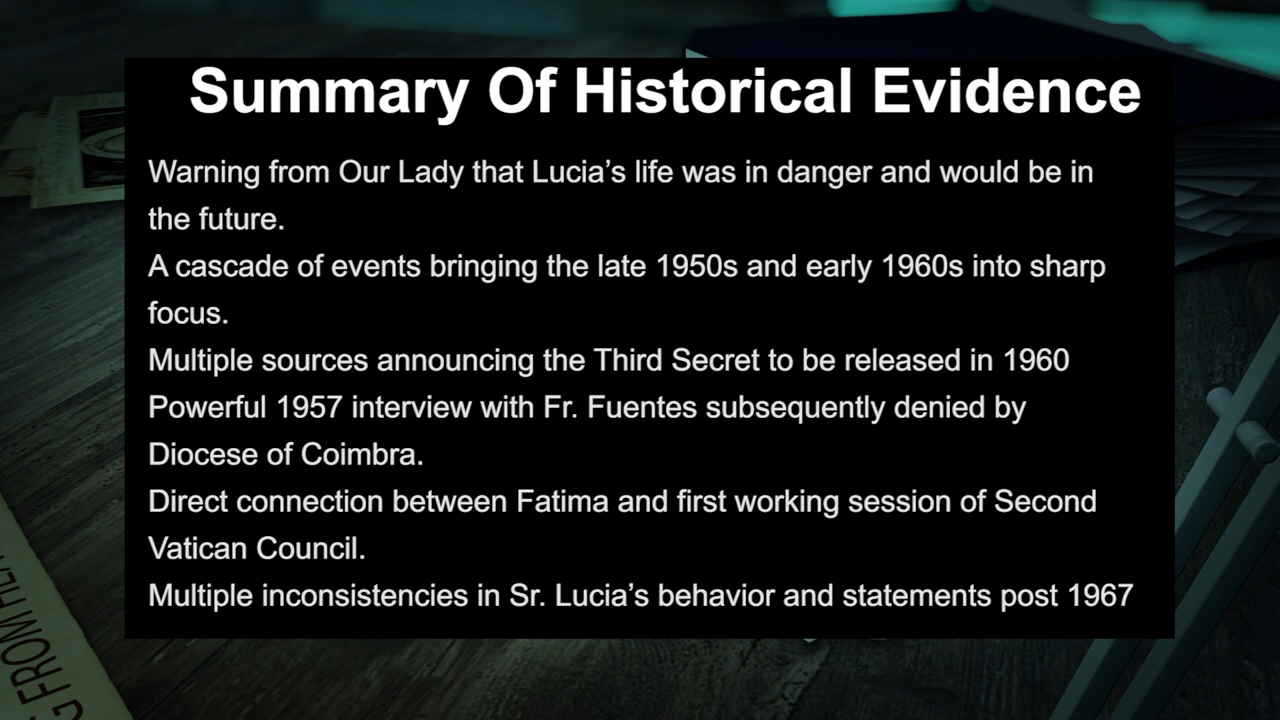 Summary Of Historical Evidence
Warning from Our Lady that Lucia’s life was in danger and would be in
the future.
A cascade of events bringing the late 1950s and early 1960s into sharp
focus.
Multiple sources announcing the Third Secret to be released in 1960
Powerful 1957 interview with Fr. Fuentes subsequently denied by
Diocese of Coimbra.
Direct connection between Fatima and first working session of Second
Vatican Council.
Multiple inconsistencies in Sr. Lucia’s behavior and statements post 1967
FROM